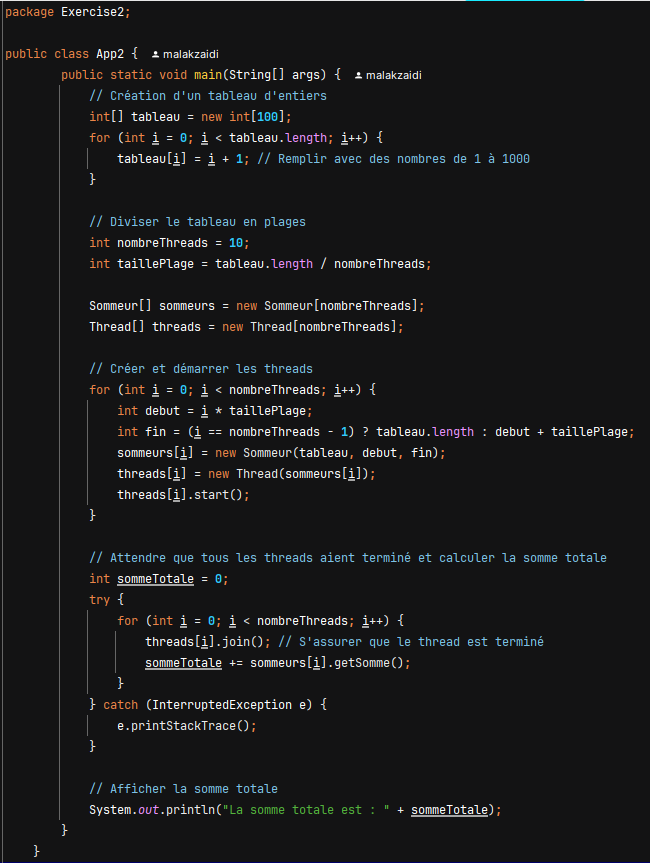 package Exercise2;
public class App2 { malakzaidi
public static void main(String[] args) { malakzaidi
// Création d'un tableau d'entiers
int[] tableau = new int[100];
for (int i = 0; i < tableau.length; i++) {
tableau[i] = i + 1; // Remplir avec des nombres de 1 à 1000
}
// Diviser le tableau en plages
int nombreThreads = 10;
int taillePlage = tableau.length / nombreThreads;
Sommeur[] sommeurs = new Sommeur[nombreThreads];
Thread[] threads = new Thread[nombreThreads];
// Créer et démarrer les threads
for (int i = 0; i < nombreThreads; i++) {
int debut = i * taillePlage;
int fin = (i == nombreThreads - 1) ? tableau.length : debut + taillePlage;
sommeurs[i] = new Sommeur(tableau, debut, fin);
threads[i] = new Thread(sommeurs[i]);
threads[i].start();
}
// Attendre que tous les threads aient terminé et calculer la somme totale
int sommeTotale = 0;
try {
for (int i = 0; i < nombreThreads; i++) {
threads[i].join(); // S'assurer que le thread est terminé
sommeTotale += sommeurs[i].getSomme();
}
} catch (InterruptedException e) {
e.printStackTrace();
}
// Afficher la somme totale
System.out.println("La somme totale est : " + sommeTotale);
}
}